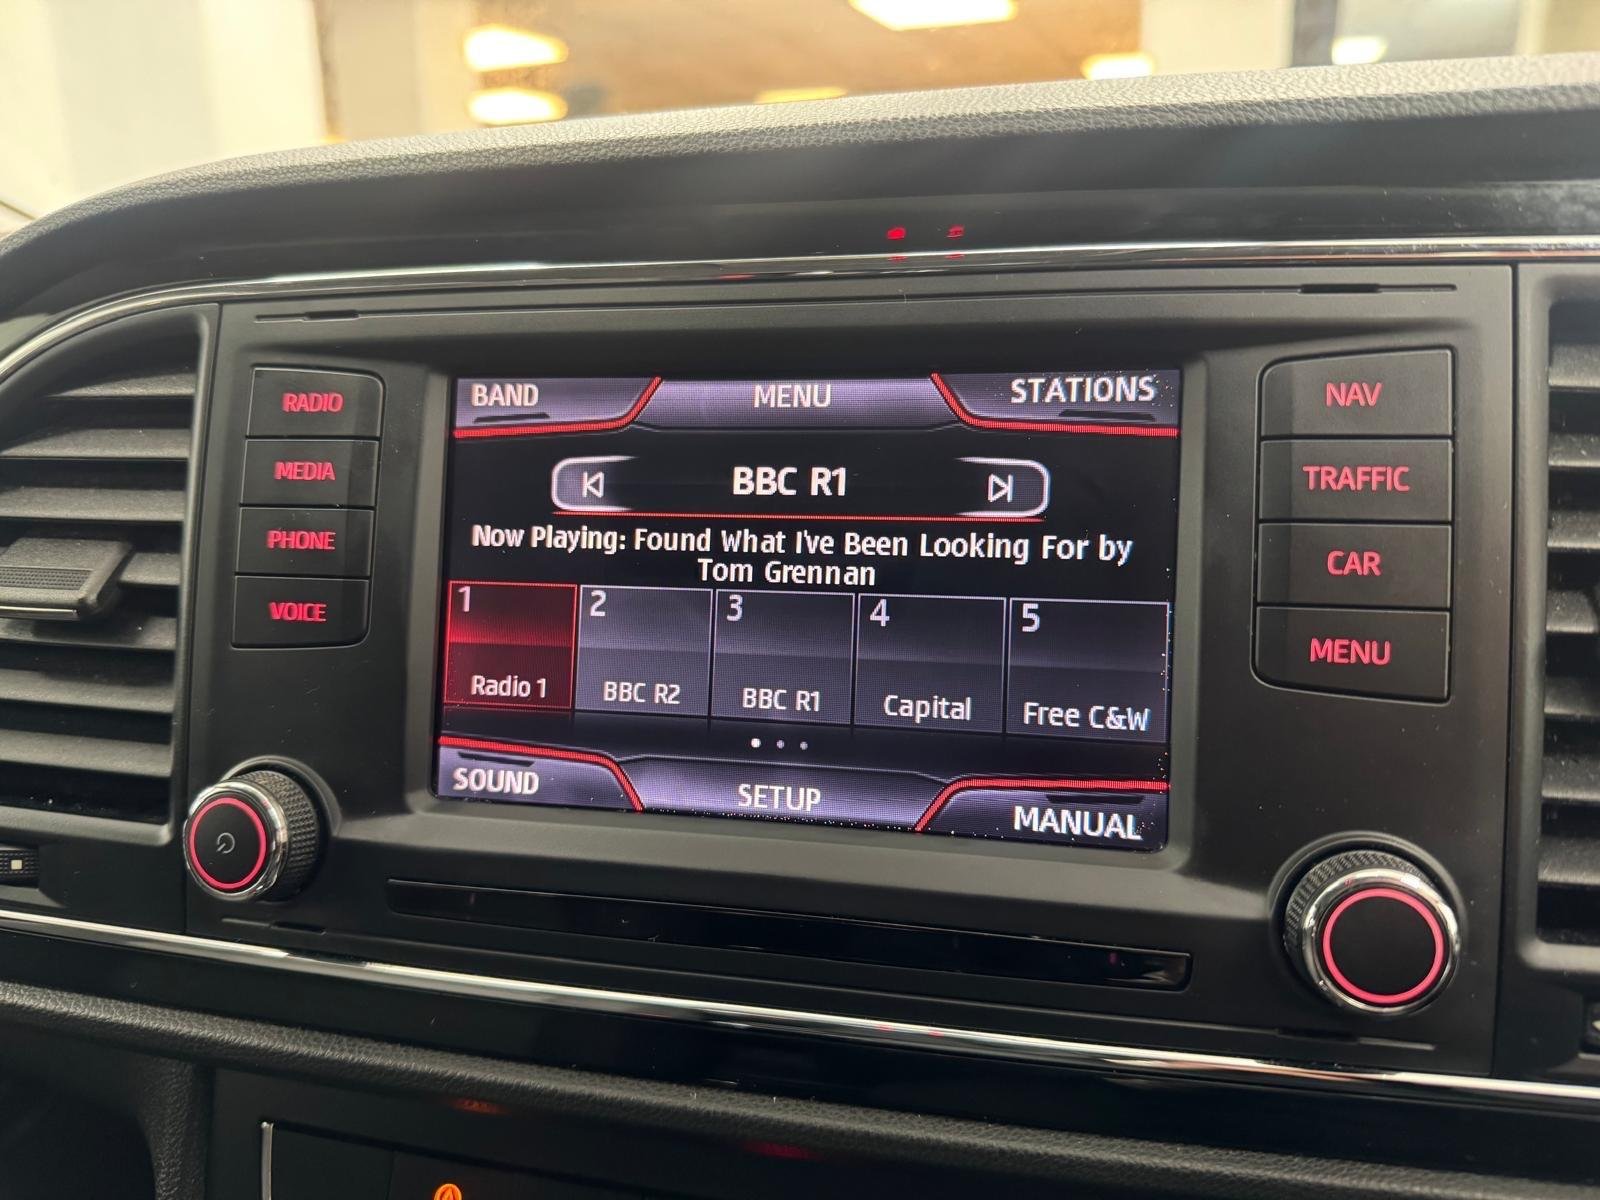 BAND MENU STATIONS
BBC R1
Now Playing: Found What I've Been Looking For by
Tom Grennan
1 2 3 4 5
Radio 1 BBC R2 BBC R1 Capital Free C&W
SOUND SETUP MANUAL
RADIO
MEDIA
PHONE
VOICE
NAV
TRAFFIC
CAR
MENU